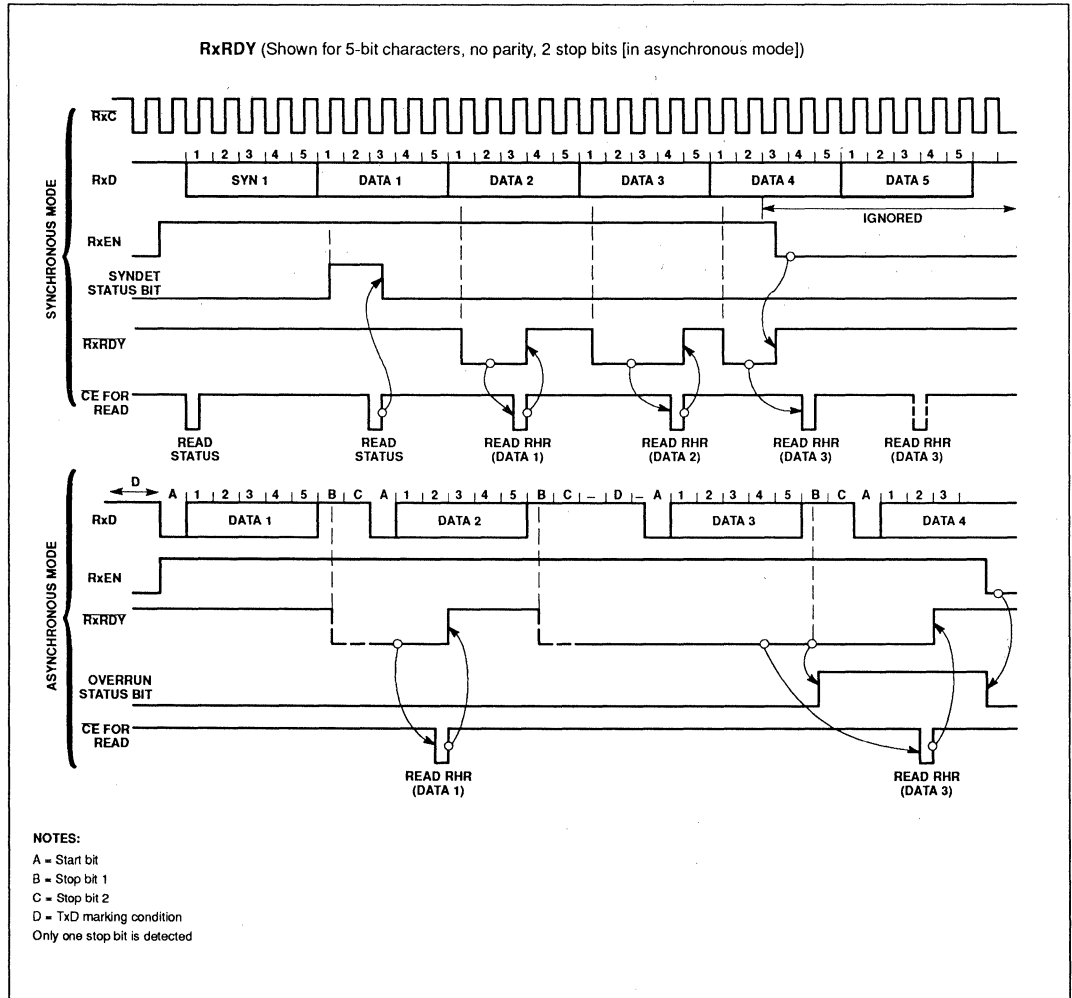 RxRDY (Shown for 5-bit characters, no parity, 2 stop bits [in asynchronous mode])
SYNCHRONOUS MODE
RxC
1 2 3 4 5 1 2 3 4 5 1 2 3 4 5 1 2 3 4 5 1 2 3 4 5 1 2 3 4 5
RxD SYN 1 DATA 1 DATA 2 DATA 3 DATA 4 DATA 5
IGNORED
RxEN
SYNDET
STATUS BIT
RxRDY
CE FOR
READ
READ
STATUS
READ
STATUS
READ RHR
(DATA 1)
READ RHR
(DATA 2)
READ RHR
(DATA 3)
READ RHR
(DATA 3)
ASYNCHRONOUS MODE
D
A 1 2 3 4 5 B C A 1 2 3 4 5 B C – D – A 1 2 3 4 5 B C A 1 2 3
RxD DATA 1 DATA 2 DATA 3 DATA 4
RxEN
RxRDY
OVERRUN
STATUS BIT
CE FOR
READ
READ RHR
(DATA 1)
READ RHR
(DATA 3)
NOTES:
A = Start bit
B = Stop bit 1
C = Stop bit 2
D = TxD marking condition
Only one stop bit is detected